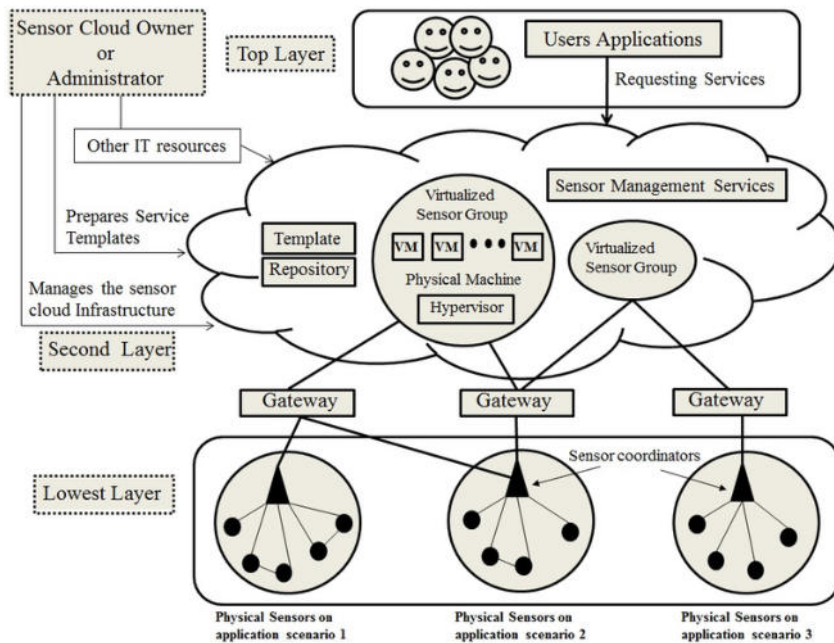 Sensor Cloud Owner
or
Administrator
Top Layer
Users Applications
Requesting Services
Other IT resources
Sensor Management Services
Virtualized
Sensor Group
VM VM VM
Physical Machine
Hypervisor
Template
Repository
Virtualized
Sensor Group
Prepares Service
Templates
Manages the sensor
cloud Infrastructure
Second Layer
Gateway
Gateway
Gateway
Sensor coordinators
Lowest Layer
Physical Sensors on
application scenario 1
Physical Sensors on
application scenario 2
Physical Sensors on
application scenario 3